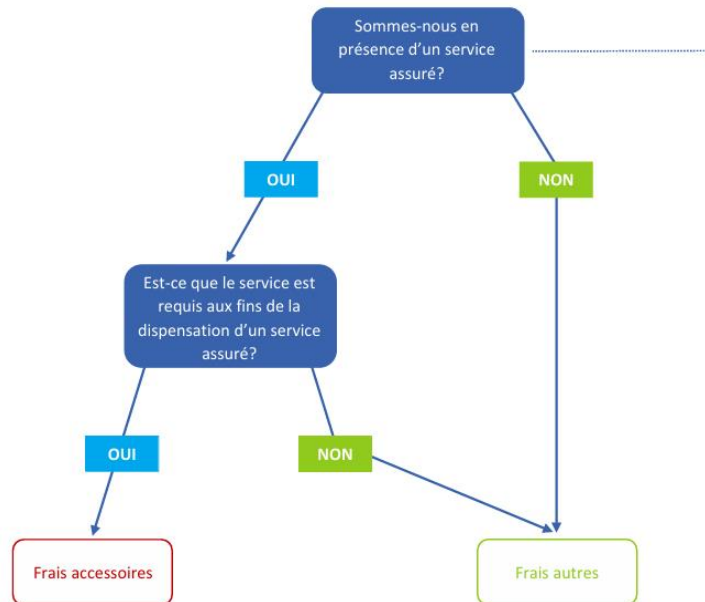 Sommes-nous en
présence d'un service
assuré?
OUI
NON
Est-ce que le service est
requis aux fins de la
dispensation d'un service
assuré?
OUI
NON
Frais accessoires
Frais autres